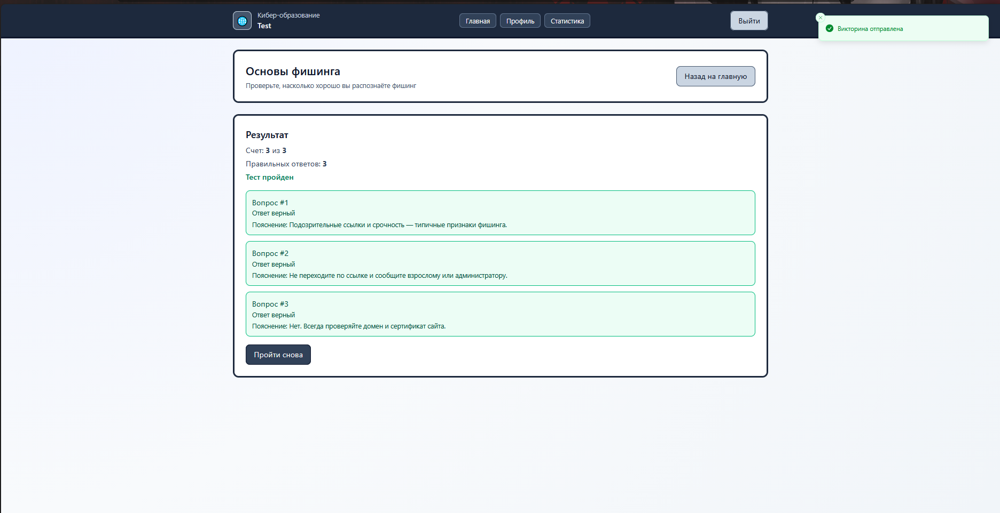 Кибер-образование
Test
Главная
Профиль
Статистика
Выйти
Викторина отправлена
Основы фишинга
Проверьте, насколько хорошо вы распознаёте фишинг
Назад на главную
Результат
Счет: 3 из 3
Правильных ответов: 3
Тест пройден
Вопрос #1
Ответ верный
Пояснение: Подозрительные ссылки и срочность — типичные признаки фишинга.
Вопрос #2
Ответ верный
Пояснение: Не переходите по ссылке и сообщите взрослому или администратору.
Вопрос #3
Ответ верный
Пояснение: Нет. Всегда проверяйте домен и сертификат сайта.
Пройти снова